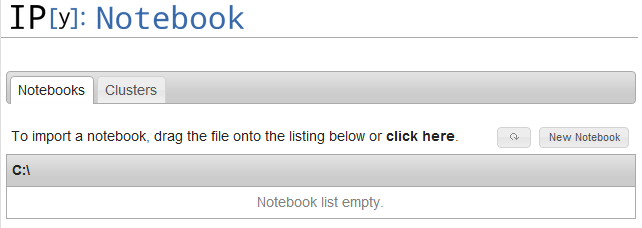 IP[y]: Notebook
Notebooks Clusters
To import a notebook, drag the file onto the listing below or click here. New Notebook
C:\
Notebook list empty.